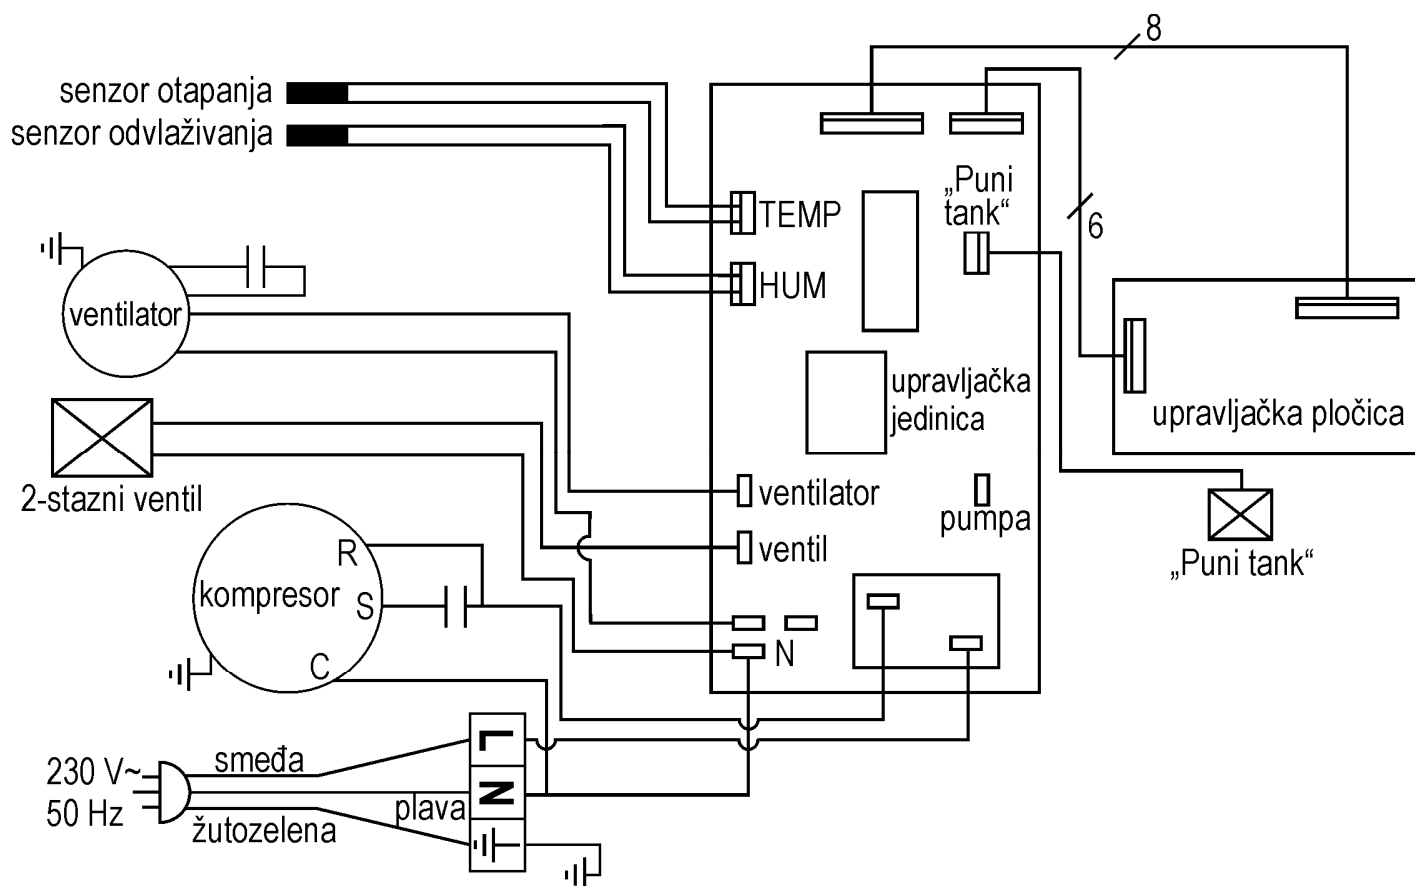 8
senzor otapanja
senzor odvlaživanja
„Puni
tank“
TEMP
6
HUM
ventilator
upravljačka
jedinica
upravljačka pločica
2-stazni ventil
ventilator
pumpa
ventil
„Puni tank“
R
kompresor
S
N
C
L
smeđa
230 V~
N
plava
50 Hz
žutozelena